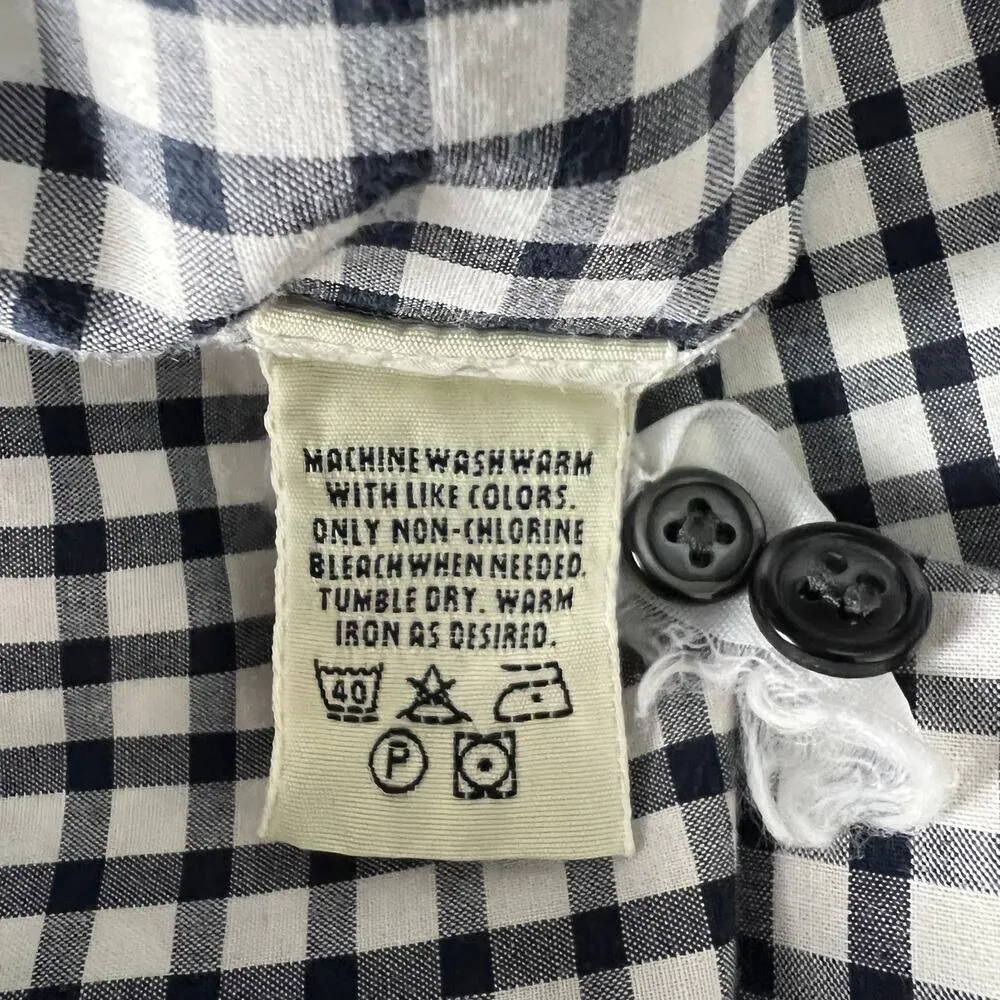 MACHINE WASH WARM
WITH LIKE COLORS.
ONLY NON-CHLORINE
BLEACH WHEN NEEDED.
TUMBLE DRY. WARM
IRON AS DESIRED.
40
P